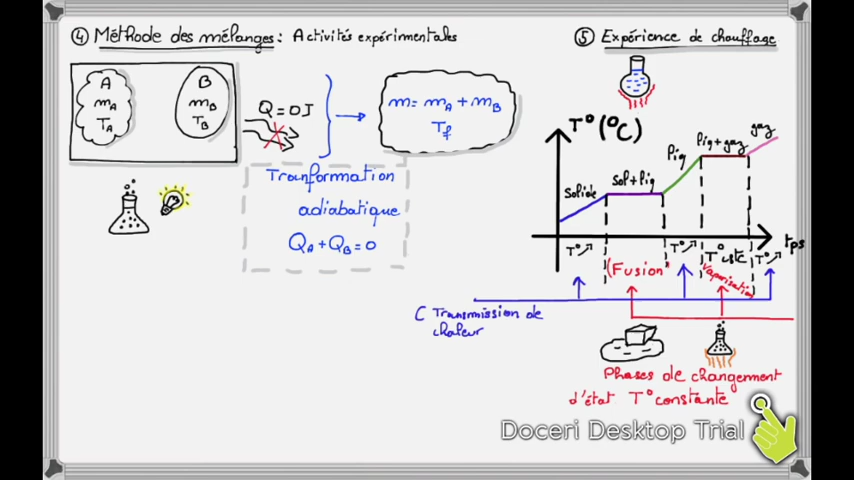 ④ Méthode des mélanges : Activités expérimentales
A
mA
TA
B
mB
TB
Q = 0J
m = mA + mB
Tf
Transformation
adiabatique
QA + QB = 0
⑤ Expérience de chauffage
T° (°C)
Solide
Sol + liq
liq
liq + gaz
gaz
tps
T° ↗
T° ↗
T° cste
T° ↗
(Fusion)
Vaporisation
C Transmission de
chaleur
Phases de changement
d'état T° constante
Doceri Desktop Trial